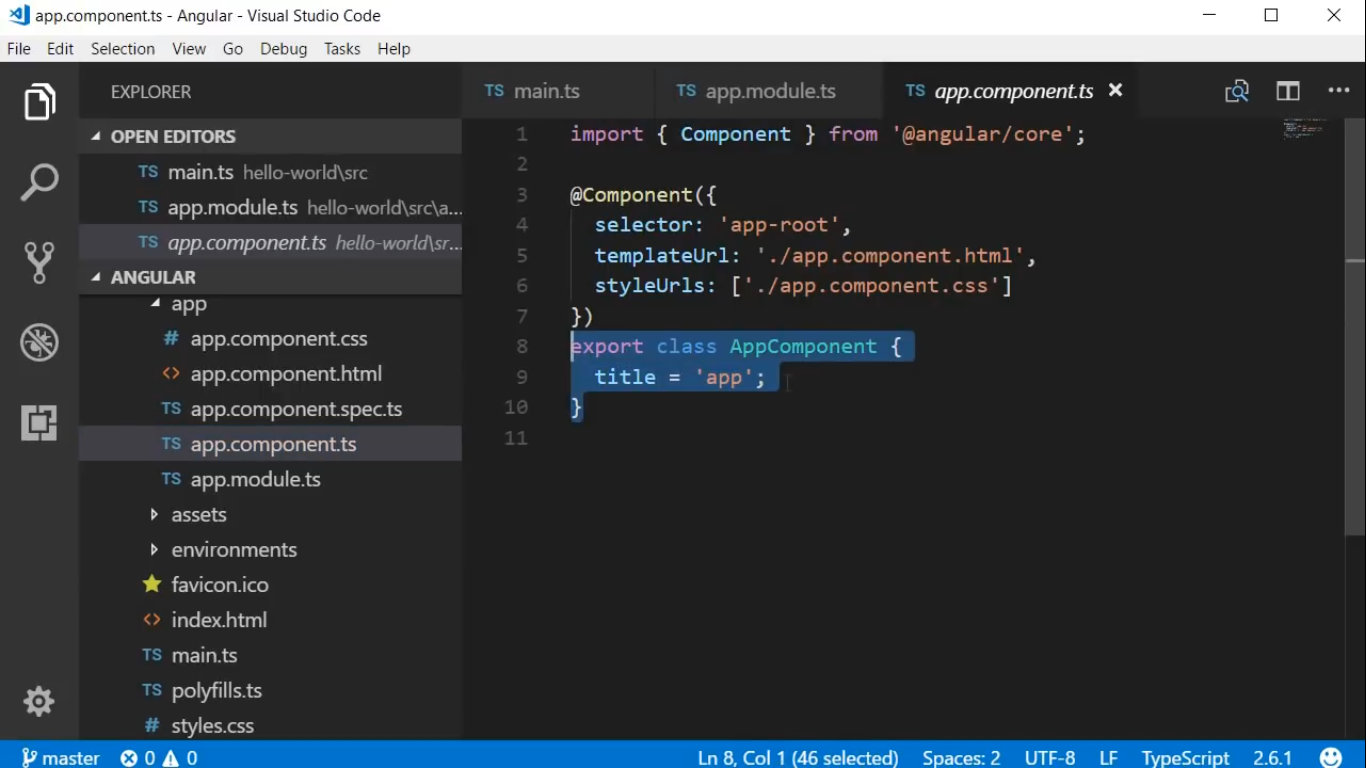 app.component.ts - Angular - Visual Studio Code
File Edit Selection View Go Debug Tasks Help
EXPLORER
OPEN EDITORS
TS main.ts hello-world\src
TS app.module.ts hello-world\src\a...
TS app.component.ts hello-world\sr...
ANGULAR
app
# app.component.css
<> app.component.html
TS app.component.spec.ts
TS app.component.ts
TS app.module.ts
assets
environments
favicon.ico
<> index.html
TS main.ts
TS polyfills.ts
# styles.css
TS main.ts TS app.module.ts TS app.component.ts
1 import { Component } from '@angular/core';
2
3 @Component({
4 selector: 'app-root',
5 templateUrl: './app.component.html',
6 styleUrls: ['./app.component.css']
7 })
8 export class AppComponent {
9 title = 'app';
10 }
11
master 0 0 Ln 8, Col 1 (46 selected) Spaces: 2 UTF-8 LF TypeScript 2.6.1